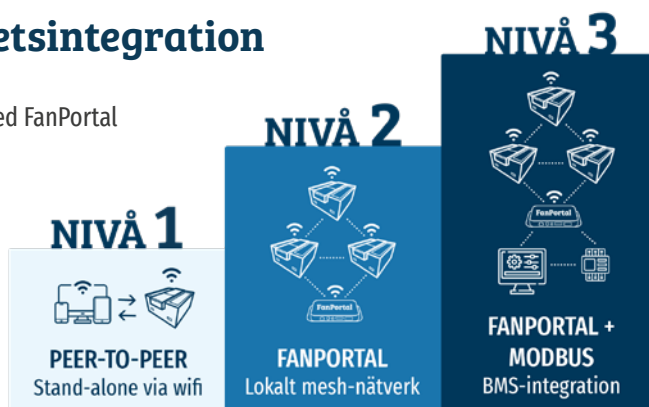 etsintegration
ed FanPortal
NIVÅ 1
PEER-TO-PEER
Stand-alone via wifi
NIVÅ 2
FanPortal
FANPORTAL
Lokalt mesh-nätverk
NIVÅ 3
FanPortal
FANPORTAL +
MODBUS
BMS-integration